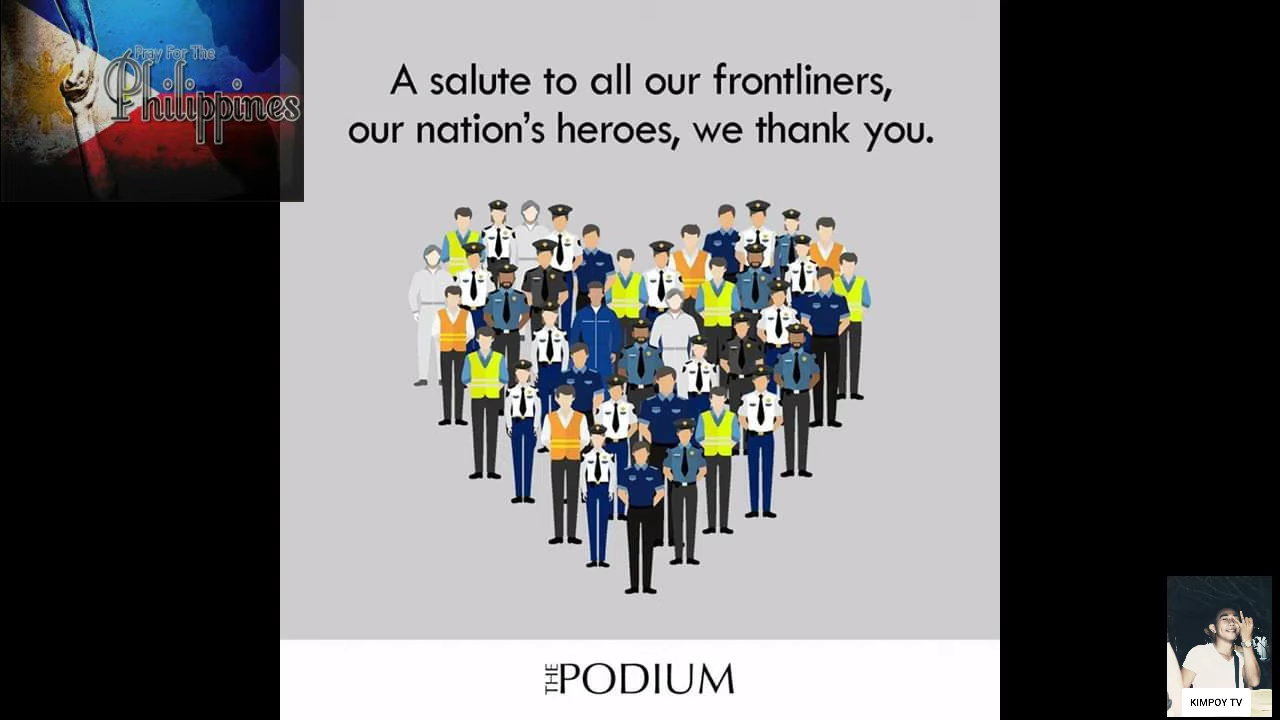 Pray For The
Philippines
A salute to all our frontliners,
our nation's heroes, we thank you.
THE PODIUM
KIMPOY TV